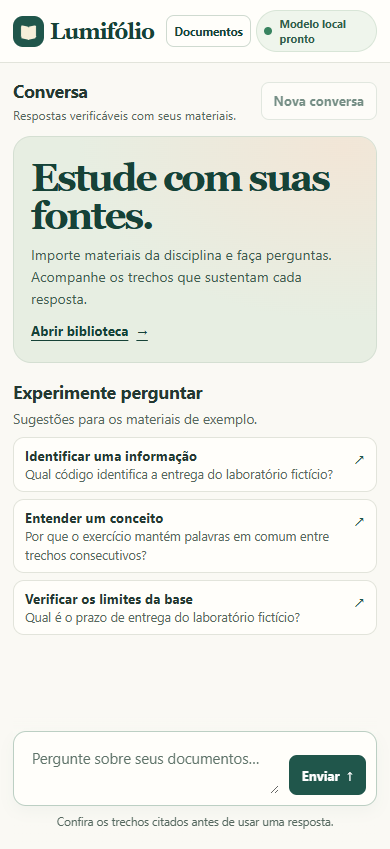 Lumifólio
Documentos
Modelo local
pronto
Conversa
Respostas verificáveis com seus materiais.
Nova conversa
Estude com suas
fontes.
Importe materiais da disciplina e faça perguntas.
Acompanhe os trechos que sustentam cada
resposta.
Abrir biblioteca →
Experimente perguntar
Sugestões para os materiais de exemplo.
Identificar uma informação ↗
Qual código identifica a entrega do laboratório fictício?
Entender um conceito ↗
Por que o exercício mantém palavras em comum entre
trechos consecutivos?
Verificar os limites da base ↗
Qual é o prazo de entrega do laboratório fictício?
Pergunte sobre seus documentos...
Enviar ↑
Confira os trechos citados antes de usar uma resposta.